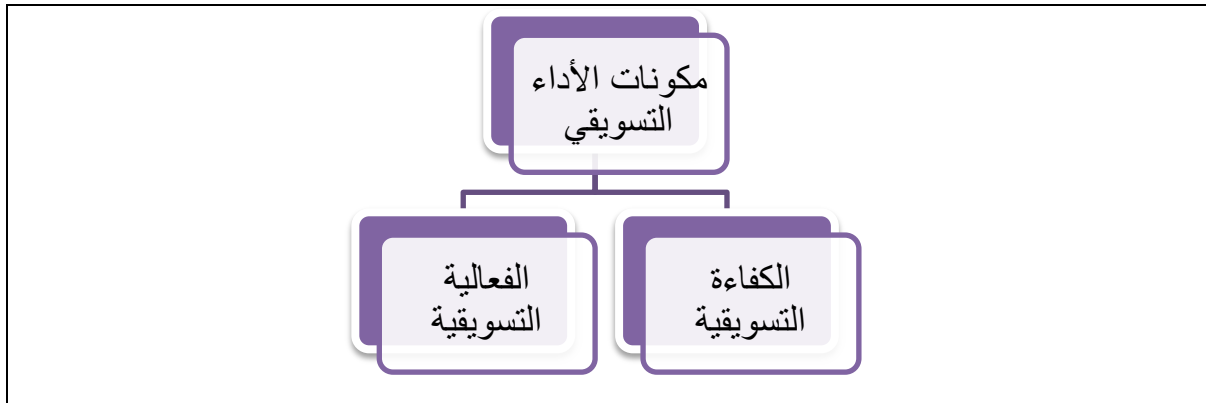 مكونات الأداء
التسويقي
الكفاءة
التسويقية
الفعالية
التسويقية